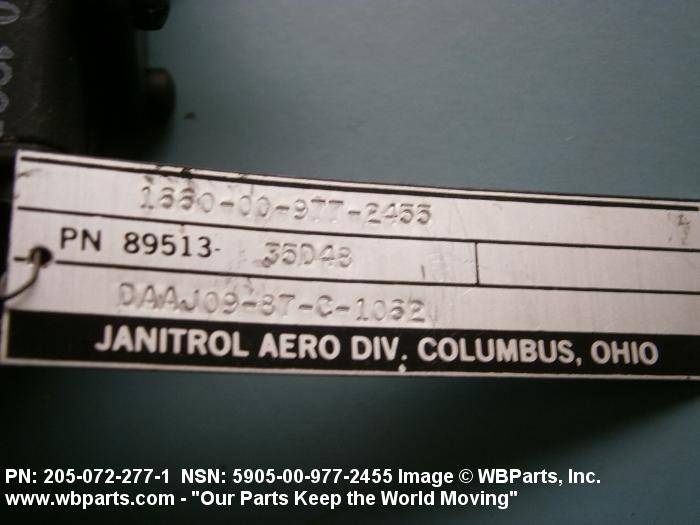 1660-00-977-2455
PN 89513- 35D48
DAAJ09-87-C-1052
JANITROL AERO DIV. COLUMBUS, OHIO
PN: 205-072-277-1 NSN: 5905-00-977-2455 Image © WBParts, Inc.
www.wbparts.com - "Our Parts Keep the World Moving"